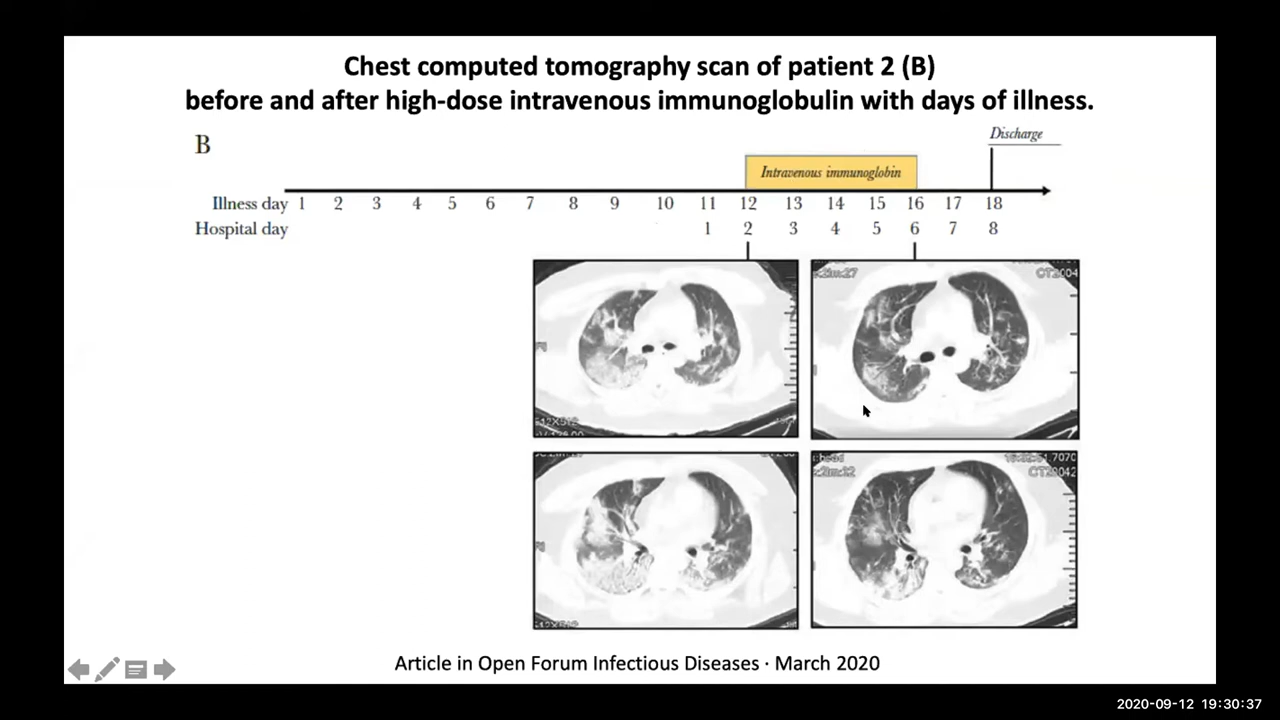 Chest computed tomography scan of patient 2 (B)
before and after high-dose intravenous immunoglobulin with days of illness.
B
Discharge
Intravenous immunoglobin
Illness day 1 2 3 4 5 6 7 8 9 10 11 12 13 14 15 16 17 18
Hospital day 1 2 3 4 5 6 7 8
Article in Open Forum Infectious Diseases · March 2020
2020-09-12 19:30:37